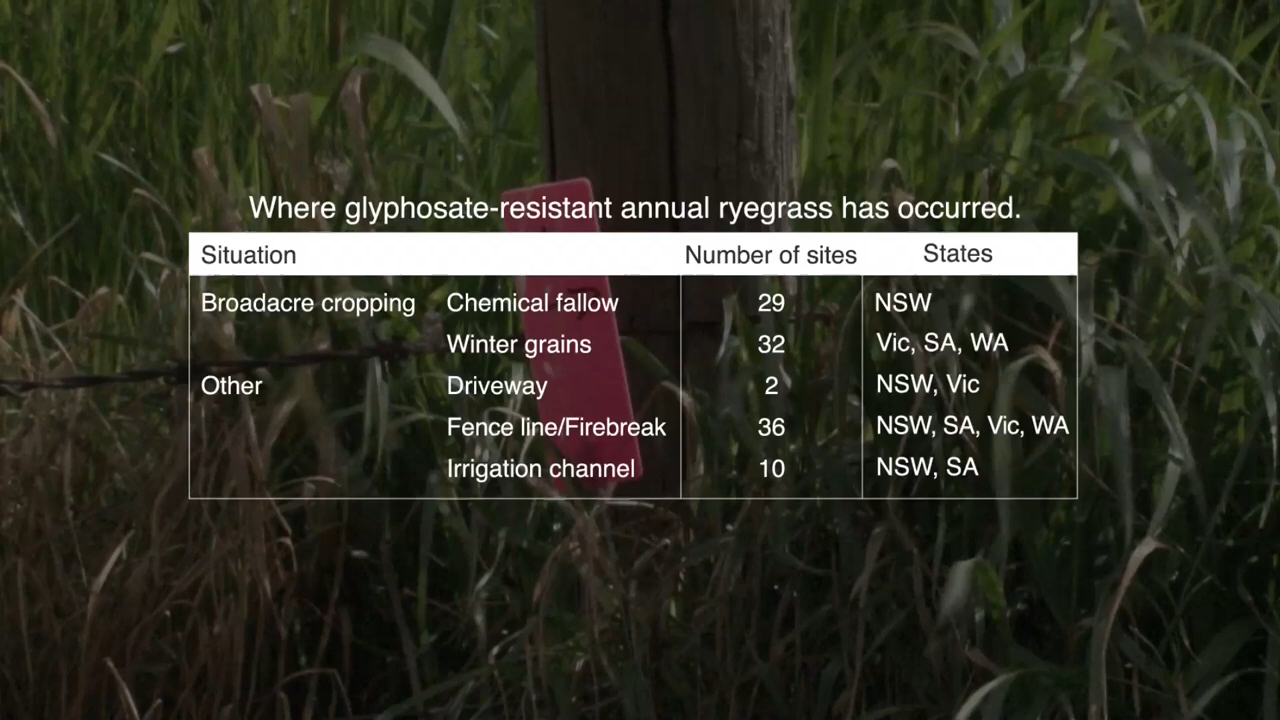 Where glyphosate-resistant annual ryegrass has occurred.
Situation Number of sites States
Broadacre cropping Chemical fallow 29 NSW
Winter grains 32 Vic, SA, WA
Other Driveway 2 NSW, Vic
Fence line/Firebreak 36 NSW, SA, Vic, WA
Irrigation channel 10 NSW, SA